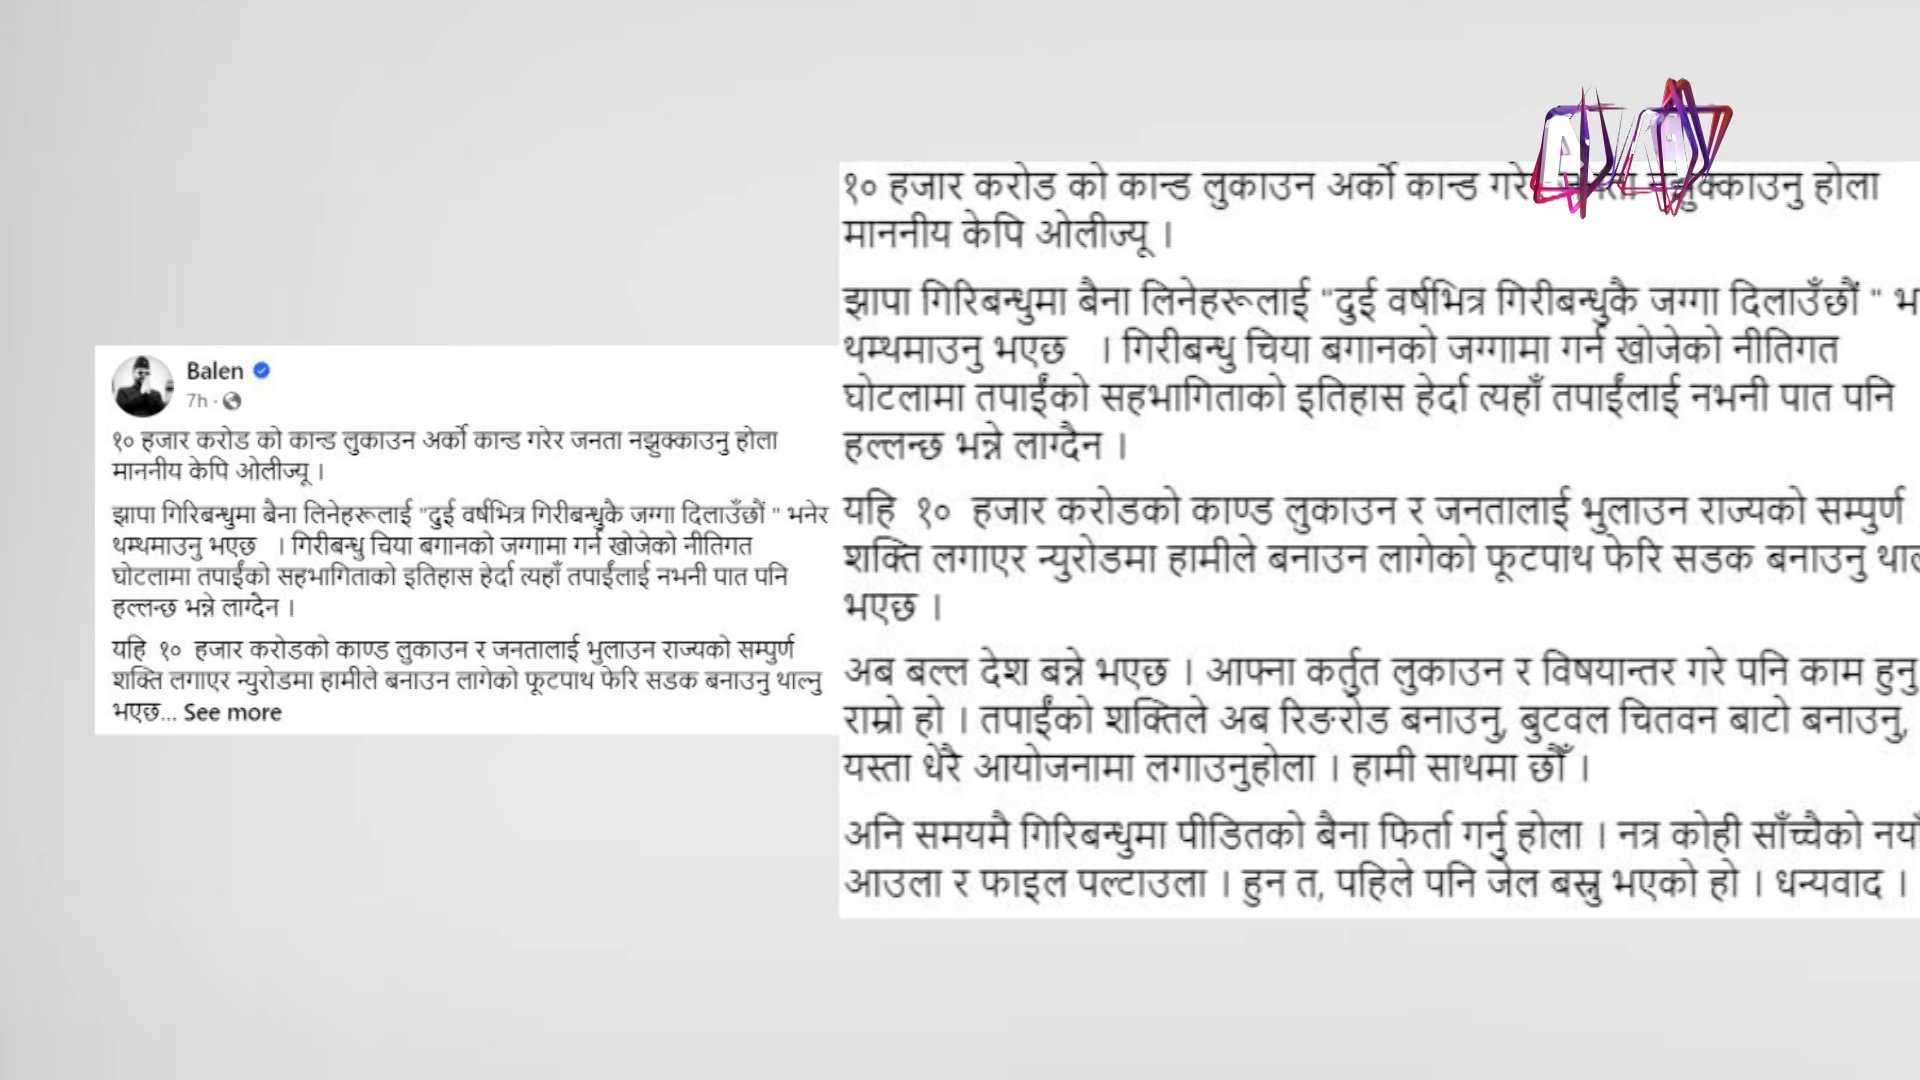 Balen
7h
१० हजार करोड को कान्ड लुकाउन अर्को कान्ड गरेर जनता नझुक्काउनु होला
माननीय केपि ओलीज्यू ।
झापा गिरिबन्धुमा बैना लिनेहरूलाई "दुई वर्षभित्र गिरीबन्धुकै जग्गा दिलाउँछौं " भनेर
थम्थमाउनु भएछ । गिरीबन्धु चिया बगानको जग्गामा गर्न खोजेको नीतिगत
घोटलामा तपाईंको सहभागिताको इतिहास हेर्दा त्यहाँ तपाईंलाई नभनी पात पनि
हल्लन्छ भन्ने लाग्दैन ।
यहि १० हजार करोडको काण्ड लुकाउन र जनतालाई भुलाउन राज्यको सम्पुर्ण
शक्ति लगाएर न्युरोडमा हामीले बनाउन लागेको फूटपाथ फेरि सडक बनाउनु थाल्नु
भएछ... See more
१० हजार करोड को कान्ड लुकाउन अर्को कान्ड होला
माननीय केपि ओलीज्यू ।
झापा गिरिबन्धुमा बैना लिनेहरूलाई "दुई वर्षभित्र गिरीबन्धुकै जग्गा दिलाउँछौं "
थम्थमाउनु भएछ । गिरीबन्धु चिया बगानको जग्गामा गर्न खोजेको नीतिगत
घोटलामा तपाईंको सहभागिताको इतिहास हेर्दा त्यहाँ तपाईंलाई नभनी पात पनि
हल्लन्छ भन्ने लाग्दैन ।
यहि १० हजार करोडको काण्ड लुकाउन र जनतालाई भुलाउन राज्यको सम्पुर्ण
शक्ति लगाएर न्युरोडमा हामीले बनाउन लागेको फूटपाथ फेरि सडक बनाउनु
भएछ ।
अब बल्ल देश बन्ने भएछ । आफ्ना कर्तुत लुकाउन र विषयान्तर गरे पनि काम हुनु
राम्रो हो । तपाईंको शक्तिले अब रिङरोड बनाउनु, बुटवल चितवन बाटो बनाउनु,
यस्ता धेरै आयोजनामा लगाउनुहोला । हामी साथमा छौँ ।
अनि समयमै गिरिबन्धुमा पीडितको बैना फिर्ता गर्नु होला । नत्र कोही साँच्चैको नयाँ
आउला र फाइल पल्टाउला । हुन त, पहिले पनि जेल बस्नु भएको हो । धन्यवाद ।